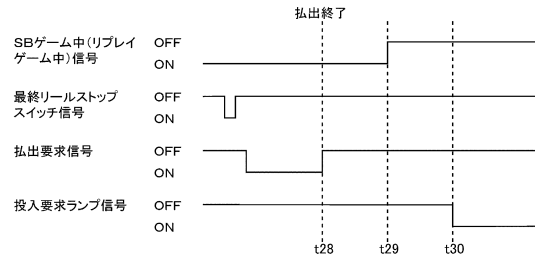 払出終了
SBゲーム中(リプレイ
ゲーム中)信号
OFF
ON
最終リールストップ
スイッチ信号
OFF
ON
払出要求信号
OFF
ON
投入要求ランプ信号
OFF
ON
t28 t29 t30